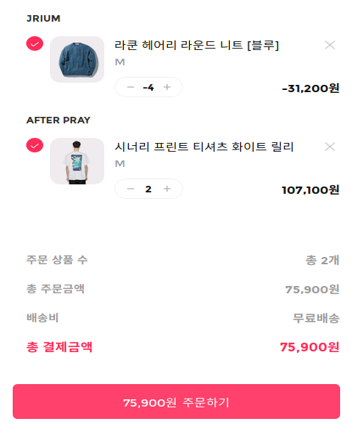 JRIUM
라쿤 헤어리 라운드 니트 [블루]
M
-4
-31,200원
AFTER PRAY
시너리 프린트 티셔츠 화이트 릴리
M
2
107,100원
주문 상품 수 총 2개
총 주문금액 75,900원
배송비 무료배송
총 결제금액 75,900원
75,900원 주문하기